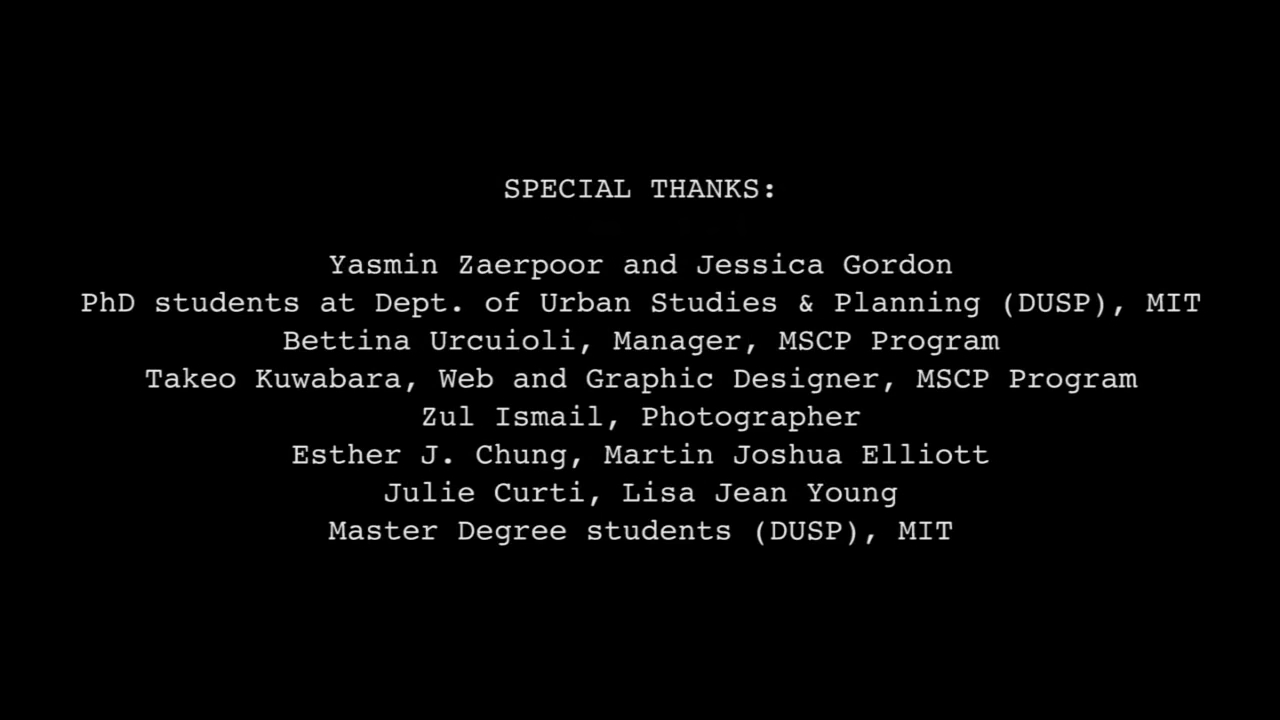 SPECIAL THANKS:
Yasmin Zaerpoor and Jessica Gordon
PhD students at Dept. of Urban Studies & Planning (DUSP), MIT
Bettina Urcuioli, Manager, MSCP Program
Takeo Kuwabara, Web and Graphic Designer, MSCP Program
Zul Ismail, Photographer
Esther J. Chung, Martin Joshua Elliott
Julie Curti, Lisa Jean Young
Master Degree students (DUSP), MIT